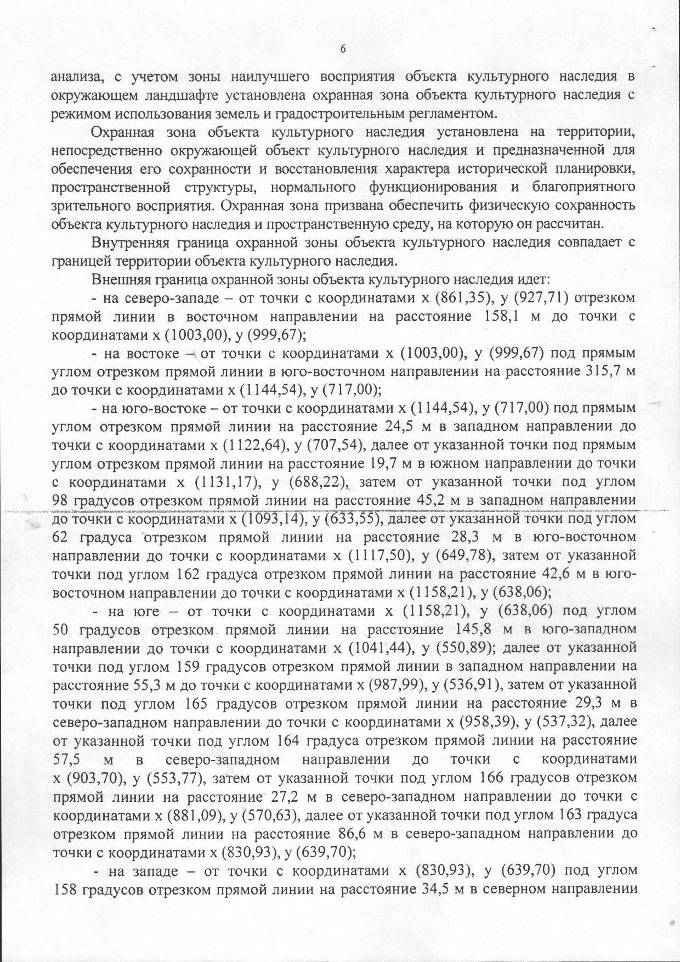 6
анализа, с учетом зоны наилучшего восприятия объекта культурного наследия в
окружающем ландшафте установлена охранная зона объекта культурного наследия с
режимом использования земель и градостроительным регламентом.
Охранная зона объекта культурного наследия установлена на территории,
непосредственно окружающей объект культурного наследия и предназначенной для
обеспечения его сохранности и восстановления характера исторической планировки,
пространственной структуры, нормального функционирования и благоприятного
зрительного восприятия. Охранная зона призвана обеспечить физическую сохранность
объекта культурного наследия и пространственную среду, на которую он рассчитан.
Внутренняя граница охранной зоны объекта культурного наследия совпадает с
границей территории объекта культурного наследия.
Внешняя граница охранной зоны объекта культурного наследия идет:
- на северо-западе – от точки с координатами x (861,35), y (927,71) отрезком
прямой линии в восточном направлении на расстояние 158,1 м до точки с
координатами x (1003,00), y (999,67);
- на востоке – от точки с координатами x (1003,00), y (999,67) под прямым
углом отрезком прямой линии в юго-восточном направлении на расстояние 315,7 м
до точки с координатами x (1144,54), y (717,00);
- на юго-востоке – от точки с координатами x (1144,54), y (717,00) под прямым
углом отрезком прямой линии на расстояние 24,5 м в западном направлении до
точки с координатами x (1122,64), y (707,54), далее от указанной точки под прямым
углом отрезком прямой линии на расстояние 19,7 м в южном направлении до точки
с координатами x (1131,17), y (688,22), затем от указанной точки под углом
98 градусов отрезком прямой линии на расстояние 45,2 м в западном направлении
до точки с координатами x (1093,14), y (633,55), далее от указанной точки под углом
62 градуса отрезком прямой линии на расстояние 28,3 м в юго-восточном
направлении до точки с координатами x (1117,50), y (649,78), затем от указанной
точки под углом 162 градуса отрезком прямой линии на расстояние 42,6 м в юго-
восточном направлении до точки с координатами x (1158,21), y (638,06);
- на юге – от точки с координатами x (1158,21), y (638,06) под углом
50 градусов отрезком прямой линии на расстояние 145,8 м в юго-западном
направлении до точки с координатами x (1041,44), y (550,89); далее от указанной
точки под углом 159 градусов отрезком прямой линии в западном направлении на
расстояние 55,3 м до точки с координатами x (987,99), y (536,91), затем от указанной
точки под углом 165 градусов отрезком прямой линии на расстояние 29,3 м в
северо-западном направлении до точки с координатами x (958,39), y (537,32), далее
от указанной точки под углом 164 градуса отрезком прямой линии на расстояние
57,5 м в северо-западном направлении до точки с координатами
x (903,70), y (553,77), затем от указанной точки под углом 166 градусов отрезком
прямой линии на расстояние 27,2 м в северо-западном направлении до точки с
координатами x (881,09), y (570,63), далее от указанной точки под углом 163 градуса
отрезком прямой линии на расстояние 86,6 м в северо-западном направлении до
точки с координатами x (830,93), y (639,70);
- на западе – от точки с координатами x (830,93), y (639,70) под углом
158 градусов отрезком прямой линии на расстояние 34,5 м в северном направлении